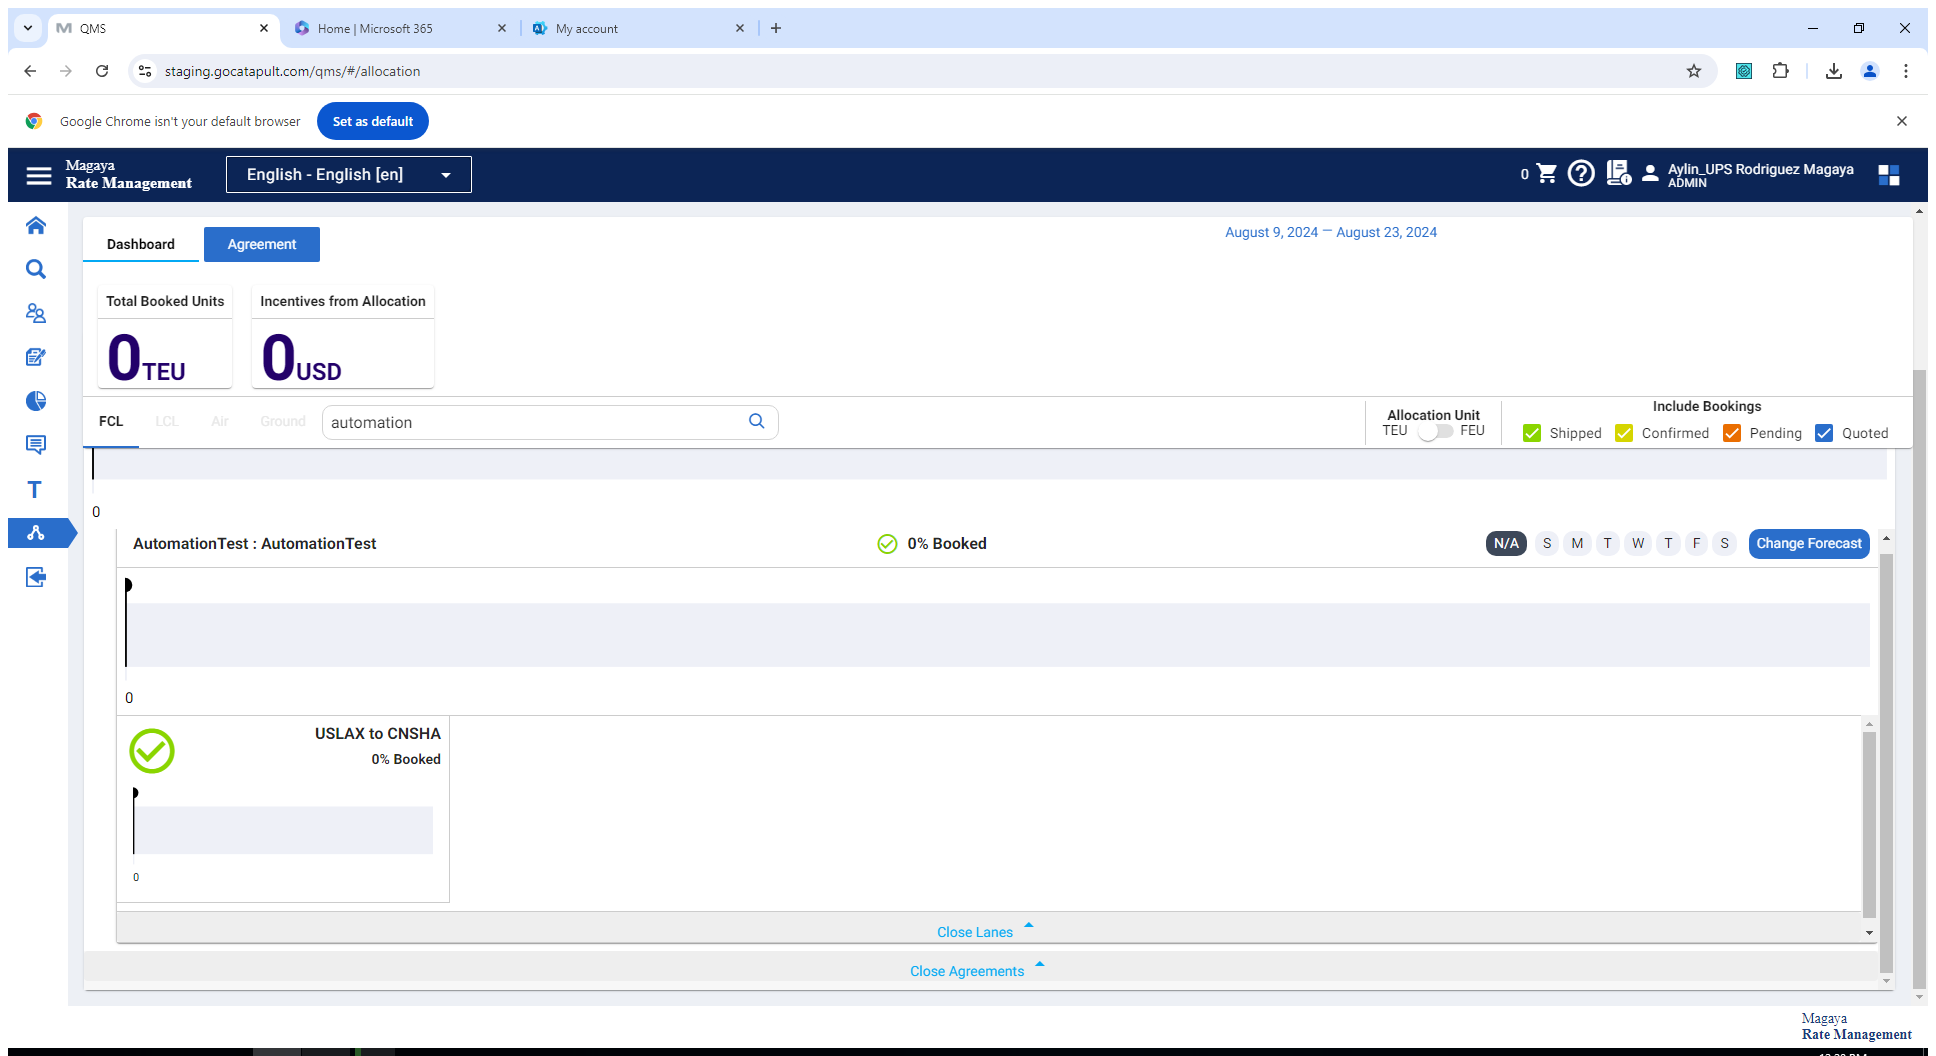 QMS
Home | Microsoft 365
My account
staging.gocatapult.com/qms/#/allocation
Google Chrome isn't your default browser
Set as default
Magaya
Rate Management
English - English [en]
0
Aylin_UPS Rodriguez Magaya
ADMIN
Dashboard
Agreement
August 9, 2024 — August 23, 2024
Total Booked Units
Incentives from Allocation
0 TEU
0 USD
FCL
LCL
Air
Ground
automation
Allocation Unit
TEU
FEU
Include Bookings
Shipped
Confirmed
Pending
Quoted
T
0
AutomationTest : AutomationTest
0% Booked
N/A
S
M
T
W
T
F
S
Change Forecast
0
USLAX to CNSHA
0% Booked
0
Close Lanes
Close Agreements
Magaya
Rate Management